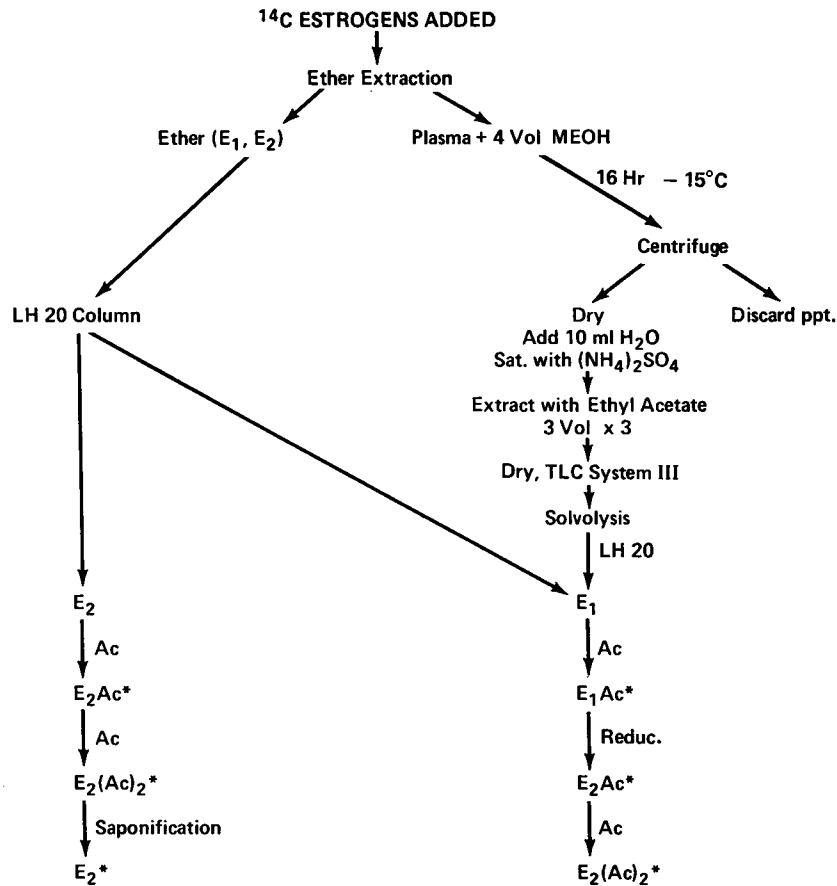 ¹⁴C ESTROGENS ADDED
Ether Extraction
Ether (E₁, E₂)
Plasma + 4 Vol MEOH
16 Hr – 15°C
Centrifuge
LH 20 Column
Dry
Add 10 ml H₂O
Sat. with (NH₄)₂SO₄
Discard ppt.
Extract with Ethyl Acetate
3 Vol x 3
Dry, TLC System III
Solvolysis
LH 20
E₂
E₁
Ac
Ac
E₂Ac*
E₁Ac*
Ac
Reduc.
E₂(Ac)₂*
E₂Ac*
Saponification
Ac
E₂*
E₂(Ac)₂*